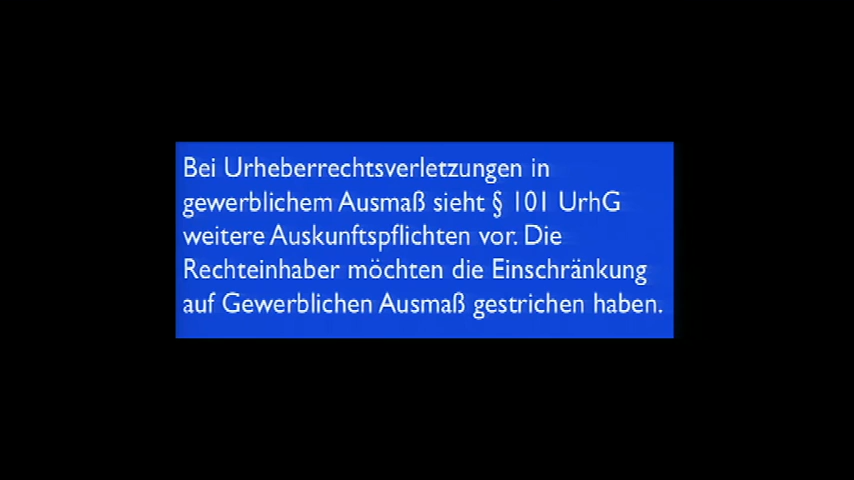 Bei Urheberrechtsverletzungen in
gewerblichem Ausmaß sieht § 101 UrhG
weitere Auskunftspflichten vor. Die
Rechteinhaber möchten die Einschränkung
auf Gewerblichen Ausmaß gestrichen haben.